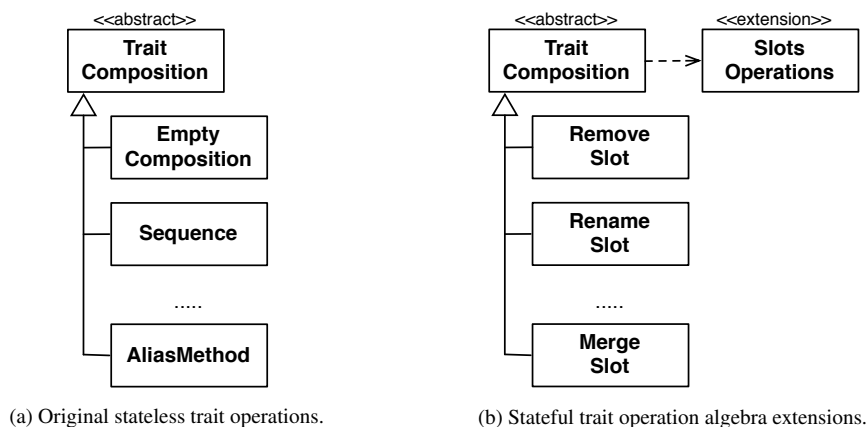 <<abstract>>
Trait
Composition
Empty
Composition
Sequence
.....
AliasMethod
(a) Original stateless trait operations.
<<abstract>>
Trait
Composition
<<extension>>
Slots
Operations
Remove
Slot
Rename
Slot
.....
Merge
Slot
(b) Stateful trait operation algebra extensions.